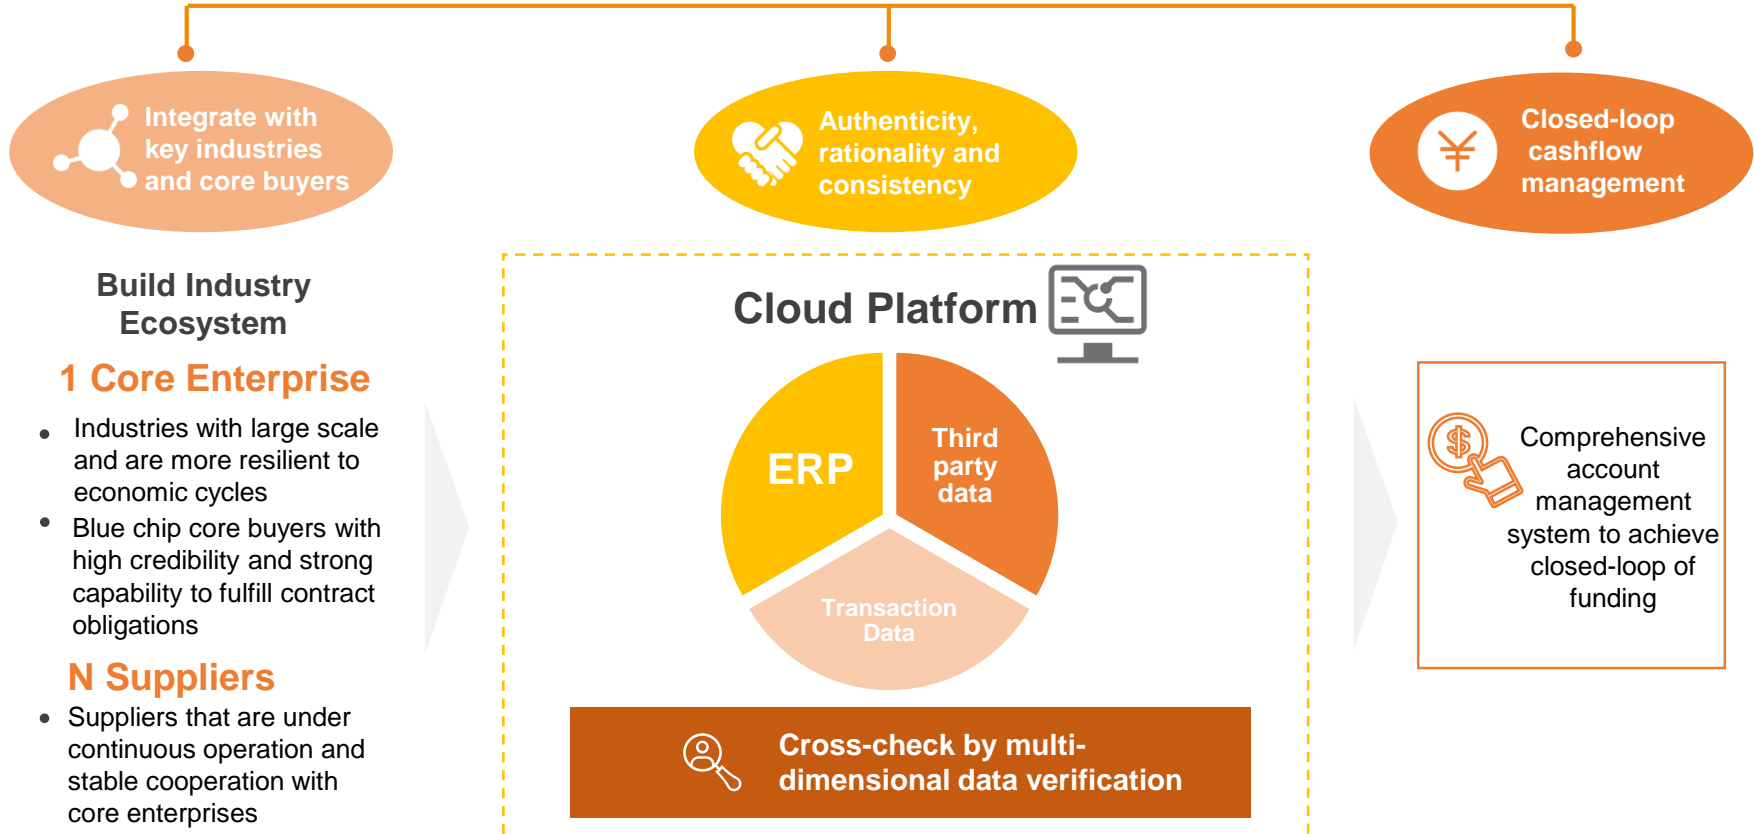 Integrate with
key industries
and core buyers
Authenticity,
rationality and
consistency
¥
Closed-loop
cashflow
management
Build Industry
Ecosystem
1 Core Enterprise
• Industries with large scale
and are more resilient to
economic cycles
• Blue chip core buyers with
high credibility and strong
capability to fulfill contract
obligations
N Suppliers
• Suppliers that are under
continuous operation and
stable cooperation with
core enterprises
Cloud Platform
ERP
Third
party
data
Transaction
Data
Cross-check by multi-
dimensional data verification
$
Comprehensive
account
management
system to achieve
closed-loop of
funding